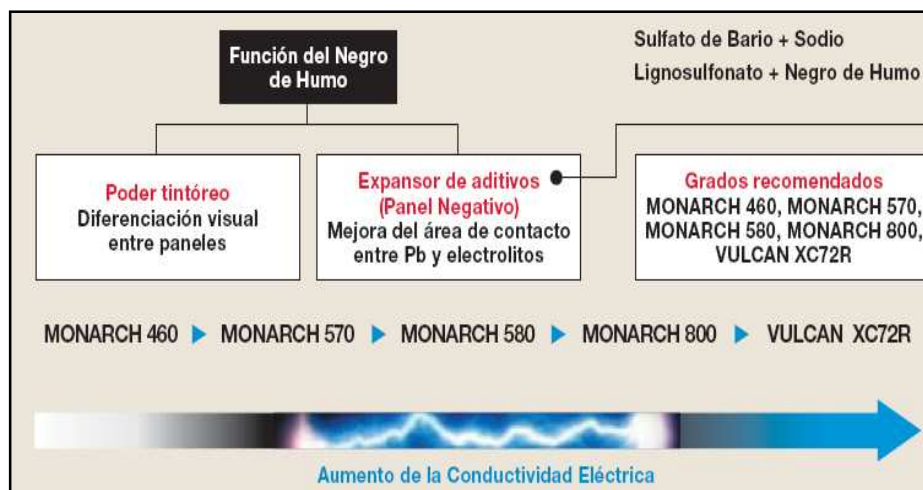 Función del Negro
de Humo
Sulfato de Bario + Sodio
Lignosulfonato + Negro de Humo
Poder tintóreo
Diferenciación visual
entre paneles
Expansor de aditivos
(Panel Negativo)
Mejora del área de contacto
entre Pb y electrolitos
Grados recomendados
MONARCH 460, MONARCH 570,
MONARCH 580, MONARCH 800,
VULCAN XC72R
MONARCH 460 MONARCH 570 MONARCH 580 MONARCH 800 VULCAN XC72R
Aumento de la Conductividad Eléctrica